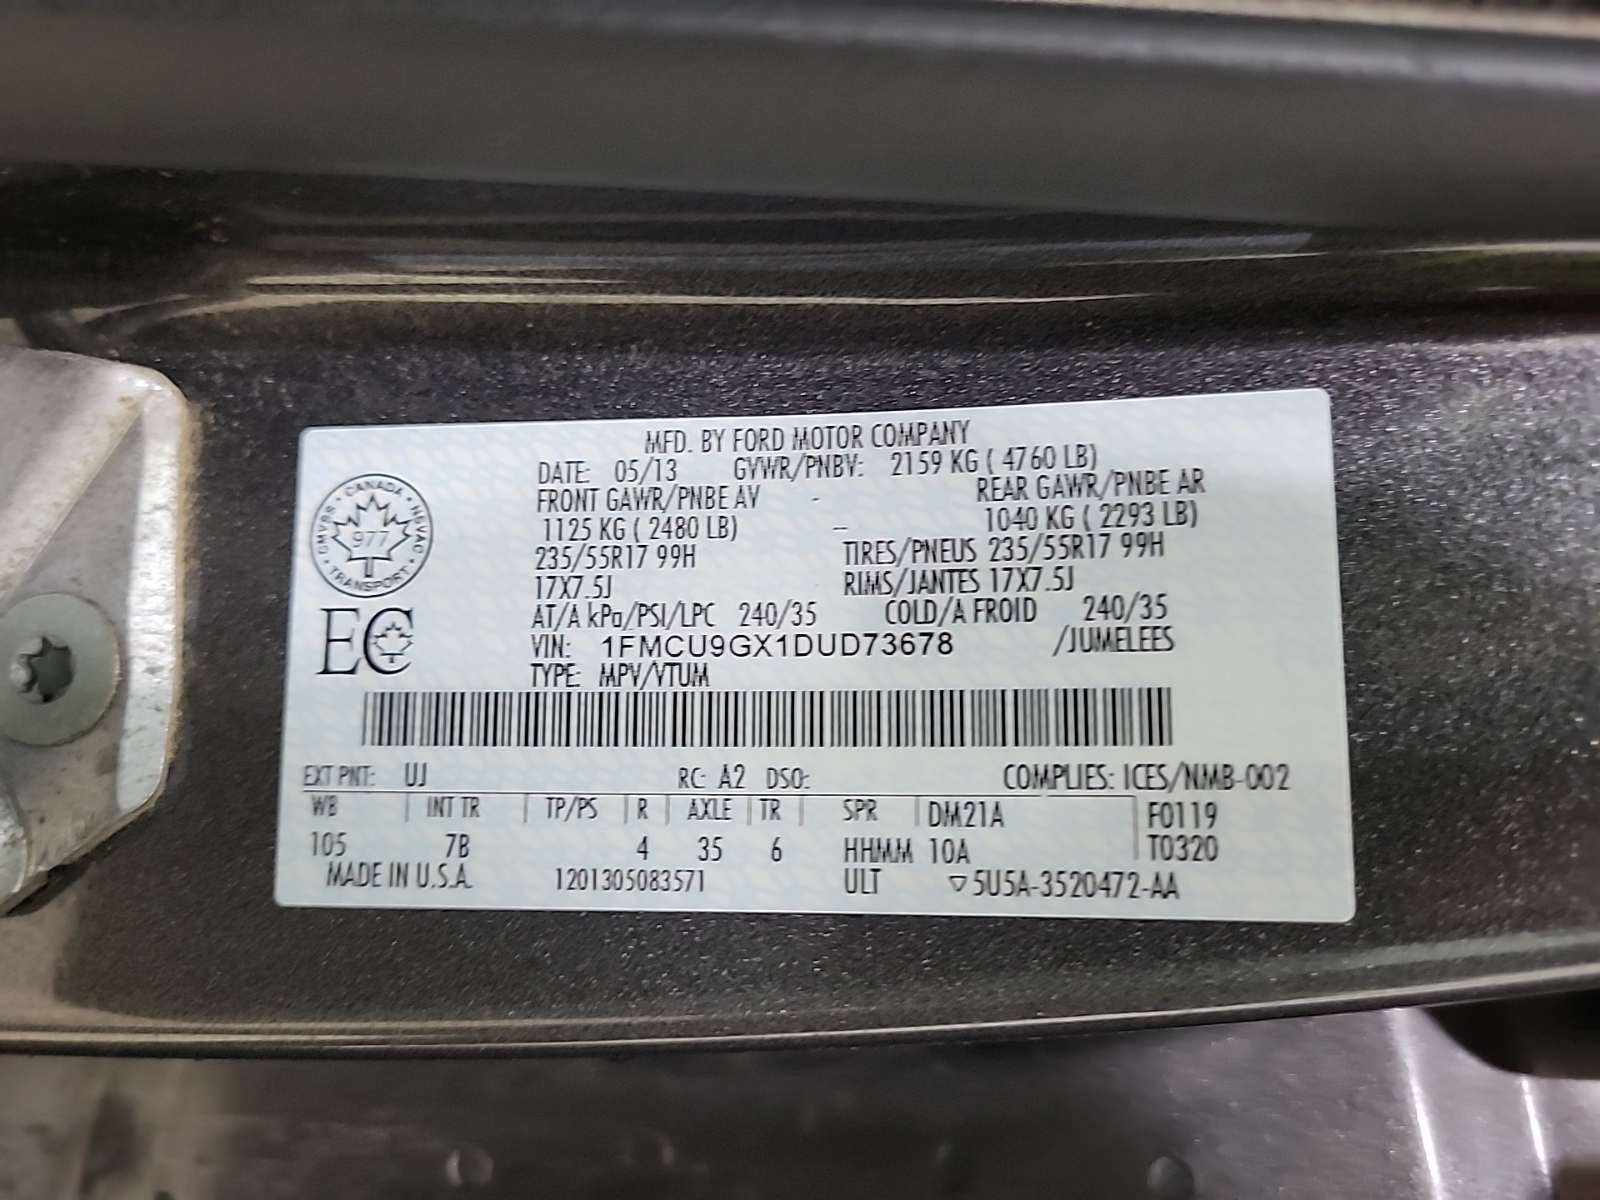 MFD. BY FORD MOTOR COMPANY
DATE: 05/13 GVWR/PNBV: 2159 KG ( 4760 LB)
FRONT GAWR/PNBE AV - REAR GAWR/PNBE AR
1125 KG ( 2480 LB) – 1040 KG ( 2293 LB)
235/55R17 99H TIRES/PNEUS 235/55R17 99H
17X7.5J RIMS/JANTES 17X7.5J
AT/A kPa/PSI/LPC 240/35 COLD/A FROID 240/35
VIN: 1FMCU9GX1DUD73678 /JUMELEES
TYPE: MPV/VTUM
CANADA
CMVSS • NSVAC
977
TRANSPORT
EC
EXT PNT: UJ RC: A2 DSO: COMPLIES: ICES/NMB-002
WB | INT TR | TP/PS | R | AXLE | TR | SPR | DM21A | F0119
105 7B 4 35 6 HHMM 10A | T0320
MADE IN U.S.A. 1201305083571 ULT ▽5U5A-3520472-AA